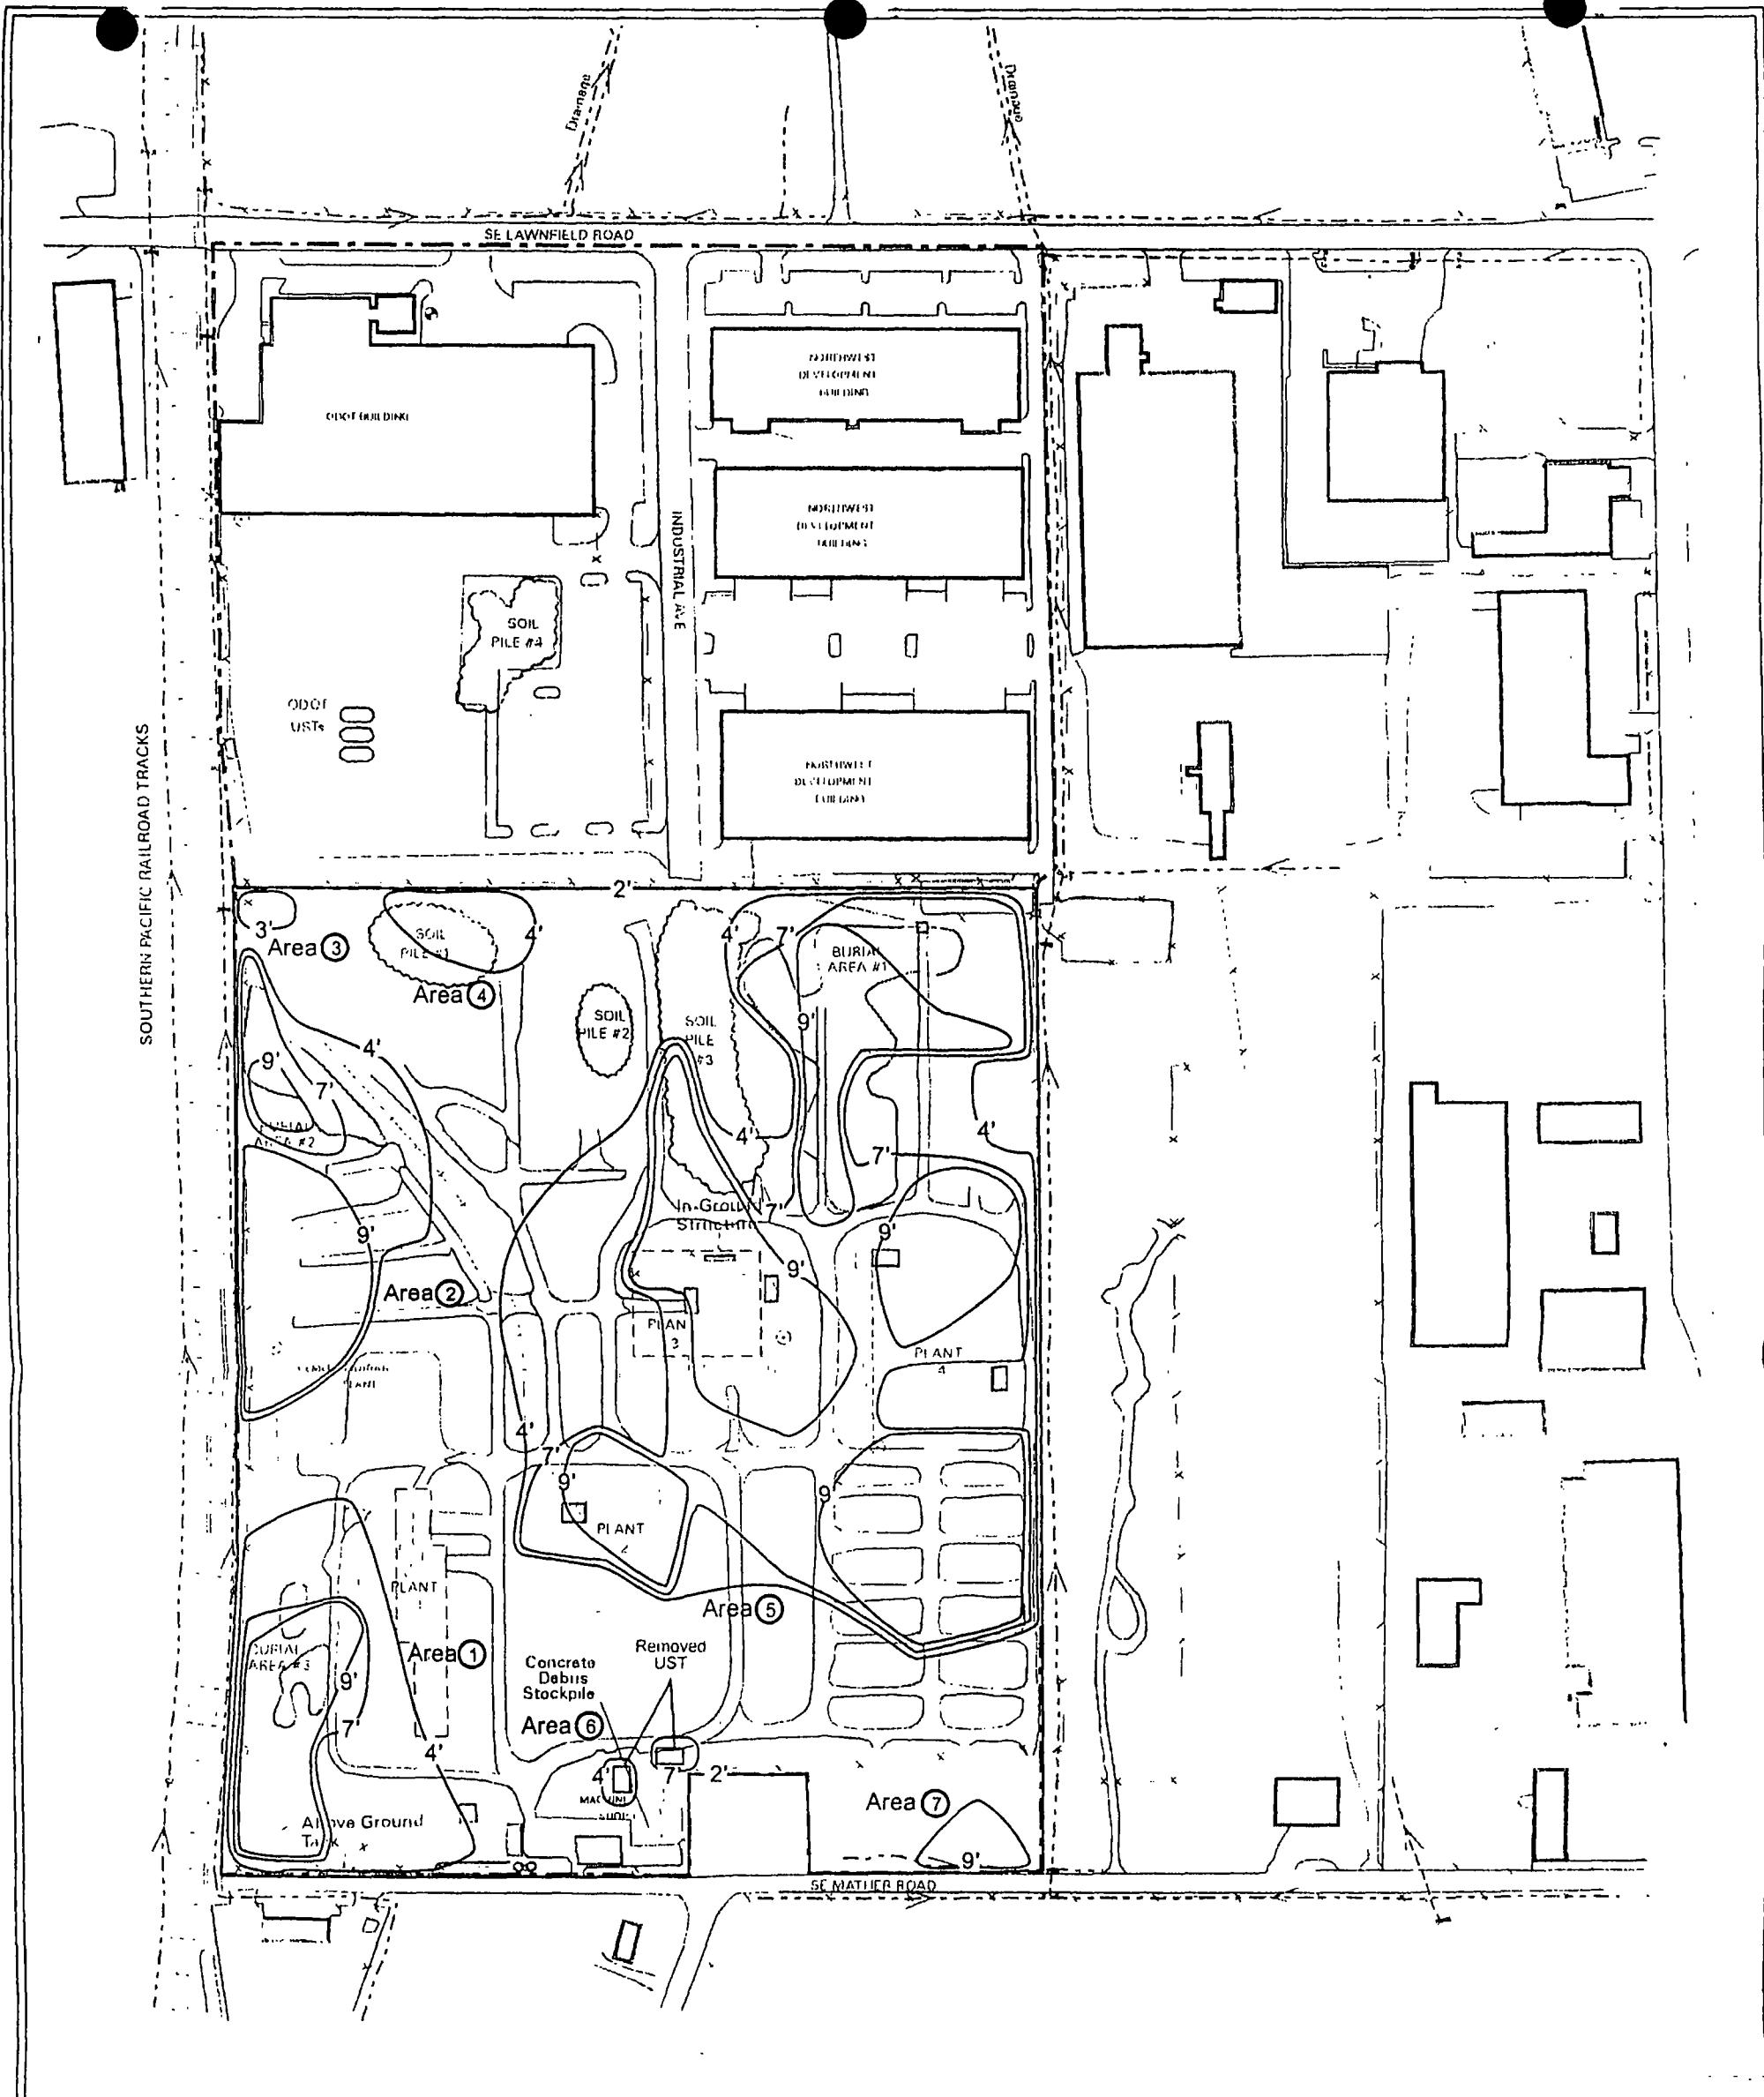 Drainage
Drainage
SE LAWNFIELD ROAD
ODOT BUILDING
NORTHWEST
DEVELOPMENT
BUILDING
INDUSTRIAL AVE
NORTHWEST
DEVELOPMENT
BUILDING
SOIL
PILE #4
ODOT
USTs
NORTHWEST
DEVELOPMENT
BUILDING
SOUTHERN PACIFIC RAILROAD TRACKS
2'
3'
Area 3
SOIL
PILE #1
4'
Area 4
4'
7'
BURIAL
AREA #1
SOIL
PILE #2
SOIL
PILE
#3
9'
4'
9'
7'
AREA #2
4'
4'
7'
In-Ground
Structure
7'
9'
9'
9'
Area 2
PLAN
3
PLANT
4
4'
7'
9'
9
PLANT
PLANT
Area 5
Area 1
AREA #3
9'
7'
4'
Removed
UST
Concrete
Debris
Stockpile
Area 6
4'
7
2'
Area 7
Above Ground
9'
SE MATHER ROAD